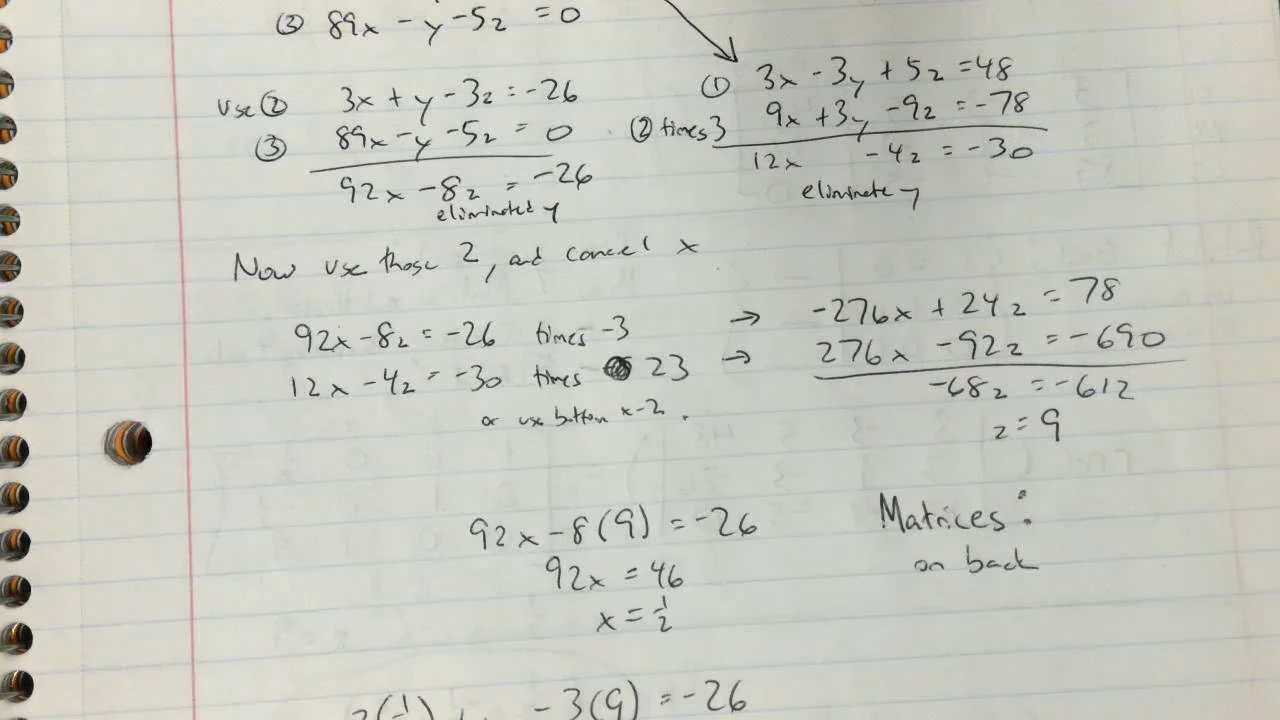 ③ 89x - y - 5z = 0
Use ② 3x + y - 3z = -26
③ 89x - y - 5z = 0
92x - 8z = -26
eliminated y
① 3x - 3y + 5z = 48
② times 3 9x + 3y - 9z = -78
12x - 4z = -30
eliminate y
Now use those 2, and cancel x
92x - 8z = -26 times -3 → -276x + 24z = 78
12x - 4z = -30 times 23 → 276x - 92z = -690
or use bottom x-2.
-68z = -612
z = 9
92x - 8(9) = -26
92x = 46
x = 1/2
Matrices:
on back
- 3(9) = -26